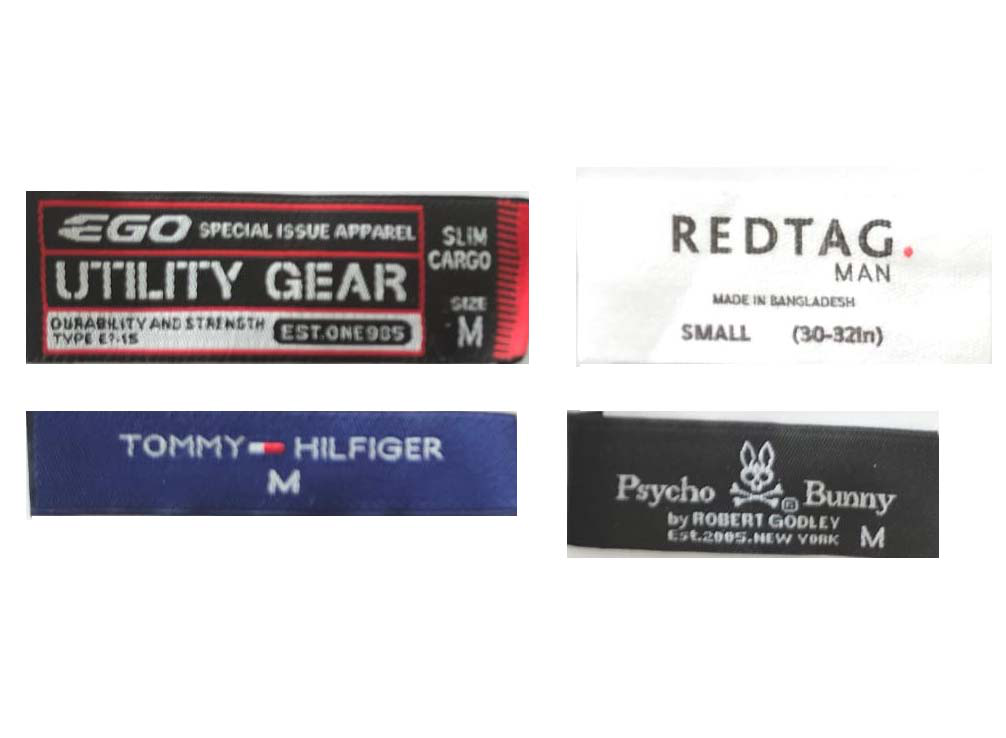 EGO SPECIAL ISSUE APPAREL
UTILITY GEAR
DURABILITY AND STRENGTH
TYPE
EST.ONE985
SLIM
CARGO
SIZE
M
REDTAG.
MAN
MADE IN BANGLADESH
SMALL (30-32In)
TOMMY HILFIGER
M
Psycho Bunny
by ROBERT GODLEY
Est.2005.NEW YORK M